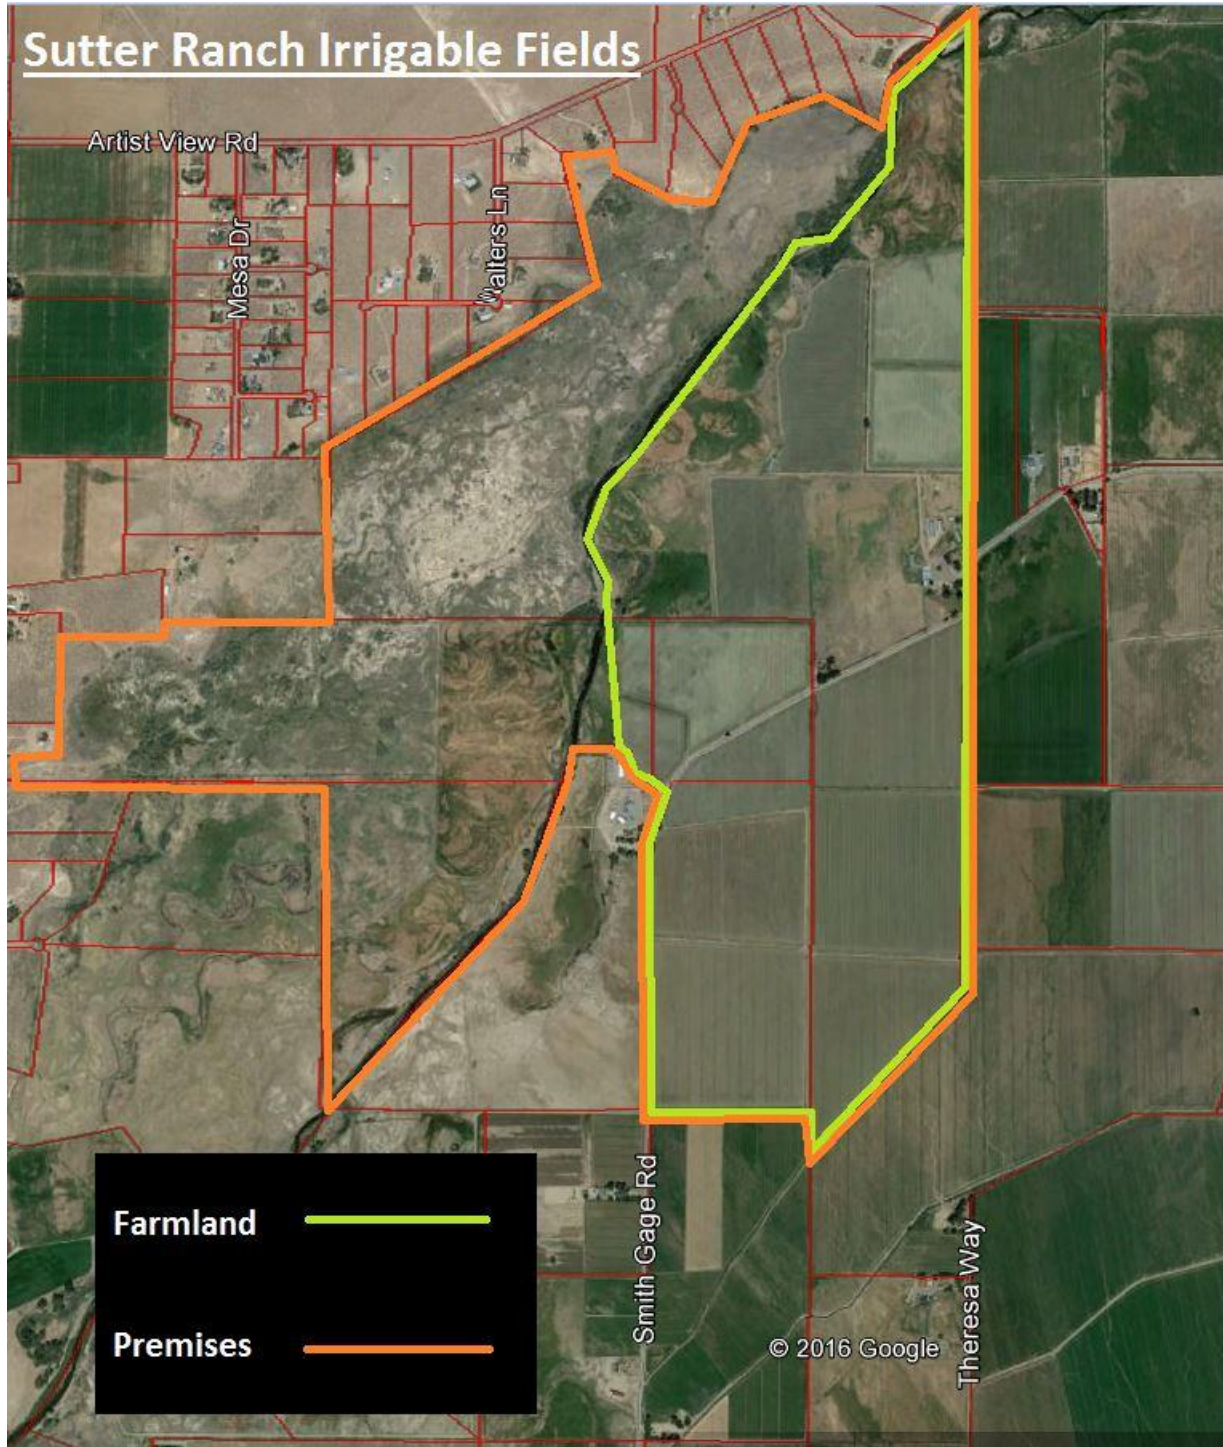 Sutter Ranch Irrigable Fields
Artist View Rd
Mesa Dr
Walters Ln
Farmland
Premises
Smith Gage Rd
Theresa Way
© 2016 Google